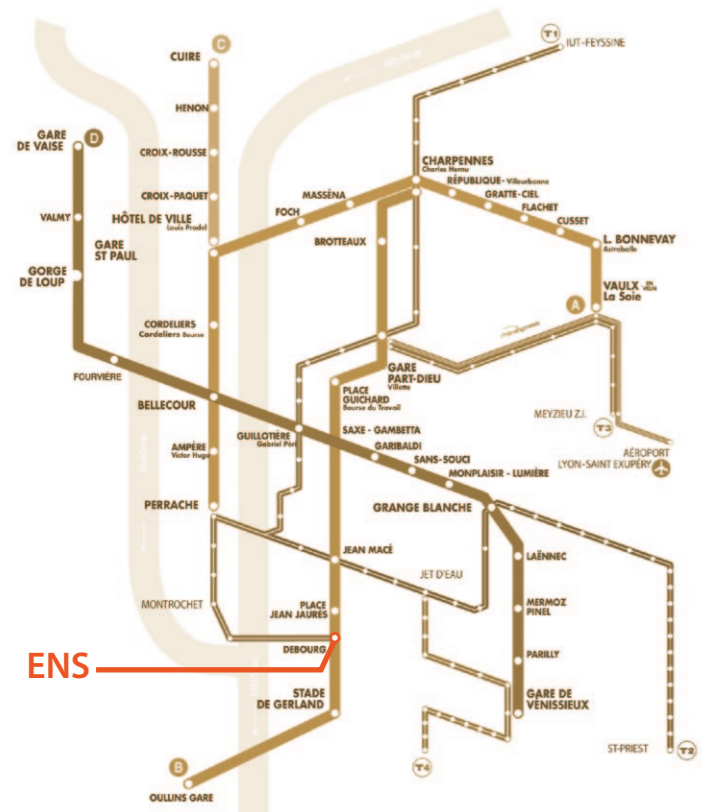 T1
IUT-FEYSSINE
C
CUIRE
HENON
D
GARE
DE VAISE
CROIX-ROUSSE
CHARPENNES
Charles Hernu
RÉPUBLIQUE - Villeurbanne
GRATTE-CIEL
FLACHET
CUSSET
CROIX-PAQUET
MASSÉNA
FOCH
HÔTEL DE VILLE
Louis Pradel
VALMY
GARE
ST PAUL
BROTTEAUX
L. BONNEVAY
Astroballe
GORGE
DE LOUP
VAULX EN VELIN
La Soie
A
CORDELIERS
Cordeliers Bourse
FOURVIÈRE
GARE
PART-DIEU
Villette
PLACE
GUICHARD
Bourse du Travail
BELLECOUR
MEYZIEU Z.I.
T3
GUILLOTIÈRE
Gabriel Péri
SAXE - GAMBETTA
GARIBALDI
SANS-SOUCI
MONPLAISIR - LUMIÈRE
AÉROPORT
LYON-SAINT EXUPÉRY
AMPÈRE
Victor Hugo
PERRACHE
GRANGE BLANCHE
JEAN MACÉ
LAËNNEC
JET D'EAU
MONTROCHET
PLACE
JEAN JAURÈS
MERMOZ
PINEL
DEBOURG
ENS
PARILLY
STADE
DE GERLAND
GARE DE
VÉNISSIEUX
ST-PRIEST
T2
B
T4
OULLINS GARE